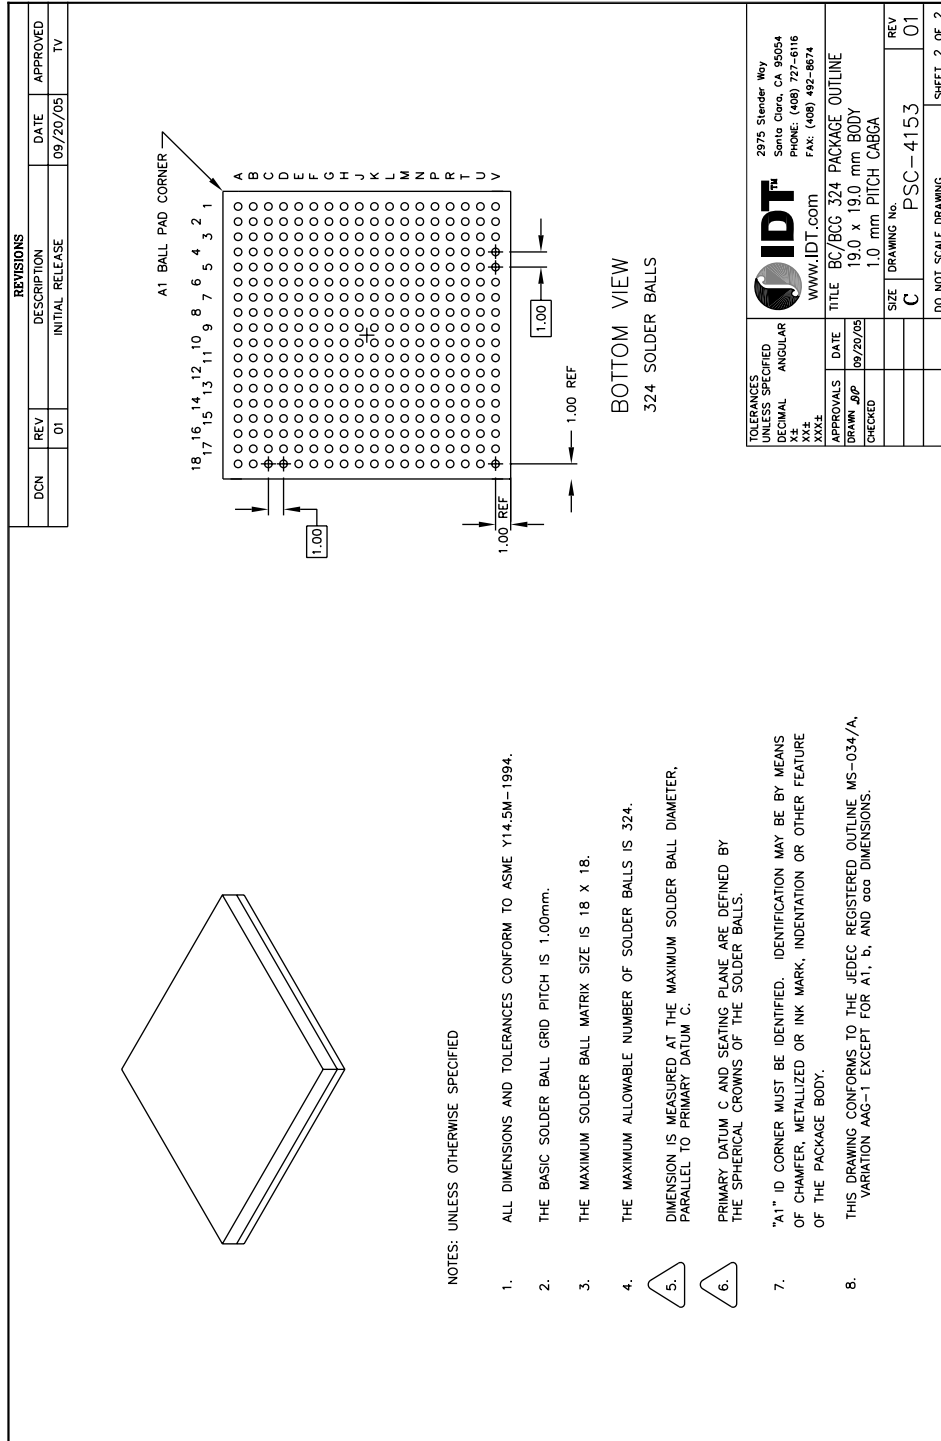 REVISIONS
DCN REV DESCRIPTION DATE APPROVED
01 INITIAL RELEASE 09/20/05 TV
A1 BALL PAD CORNER
18 17 16 15 14 13 12 11 10 9 8 7 6 5 4 3 2 1
A
B
C
D
E
F
G
H
J
K
L
M
N
P
R
T
U
V
1.00
1.00
1.00 REF
1.00 REF
BOTTOM VIEW
324 SOLDER BALLS
NOTES: UNLESS OTHERWISE SPECIFIED
1. ALL DIMENSIONS AND TOLERANCES CONFORM TO ASME Y14.5M-1994.
2. THE BASIC SOLDER BALL GRID PITCH IS 1.00mm.
3. THE MAXIMUM SOLDER BALL MATRIX SIZE IS 18 X 18.
4. THE MAXIMUM ALLOWABLE NUMBER OF SOLDER BALLS IS 324.
5. DIMENSION IS MEASURED AT THE MAXIMUM SOLDER BALL DIAMETER,
PARALLEL TO PRIMARY DATUM C.
6. PRIMARY DATUM C AND SEATING PLANE ARE DEFINED BY
THE SPHERICAL CROWNS OF THE SOLDER BALLS.
7. "A1" ID CORNER MUST BE IDENTIFIED. IDENTIFICATION MAY BE BY MEANS
OF CHAMFER, METALLIZED OR INK MARK, INDENTATION OR OTHER FEATURE
OF THE PACKAGE BODY.
8. THIS DRAWING CONFORMS TO THE JEDEC REGISTERED OUTLINE MS-034/A,
VARIATION AAG-1 EXCEPT FOR A1, b, AND aaa DIMENSIONS.
TOLERANCES
UNLESS SPECIFIED
DECIMAL ANGULAR
X±
XX±
XXX±
APPROVALS DATE
DRAWN 09/20/05
CHECKED
IDT™
www.IDT.com
2975 Stender Way
Santa Clara, CA 95054
PHONE: (408) 727-6116
FAX: (408) 492-8674
TITLE BC/BCG 324 PACKAGE OUTLINE
19.0 x 19.0 mm BODY
1.0 mm PITCH CABGA
SIZE DRAWING No. REV
C PSC-4153 01
DO NOT SCALE DRAWING SHEET 2 OF 2